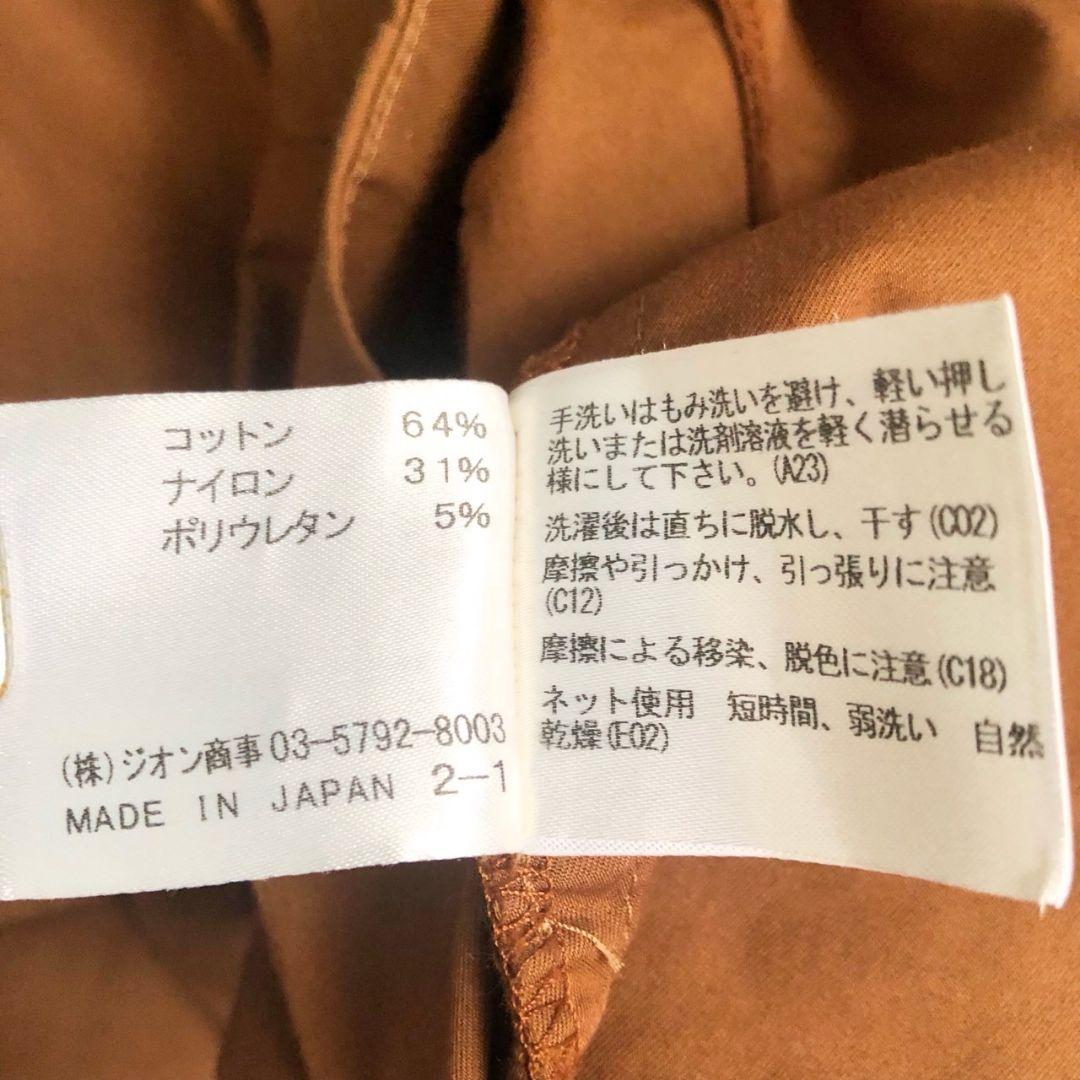 コットン 64%
ナイロン 31%
ポリウレタン 5%
(株)ジオン商事 03-5792-8003
MADE IN JAPAN 2-1
手洗いはもみ洗いを避け、軽い押し
洗いまたは洗剤溶液を軽く潜らせる
様にして下さい。(A23)
洗濯後は直ちに脱水し、干す(C02)
摩擦や引っかけ、引っ張りに注意
(C12)
摩擦による移染、脱色に注意(C18)
ネット使用 短時間、弱洗い 自然
乾燥(E02)